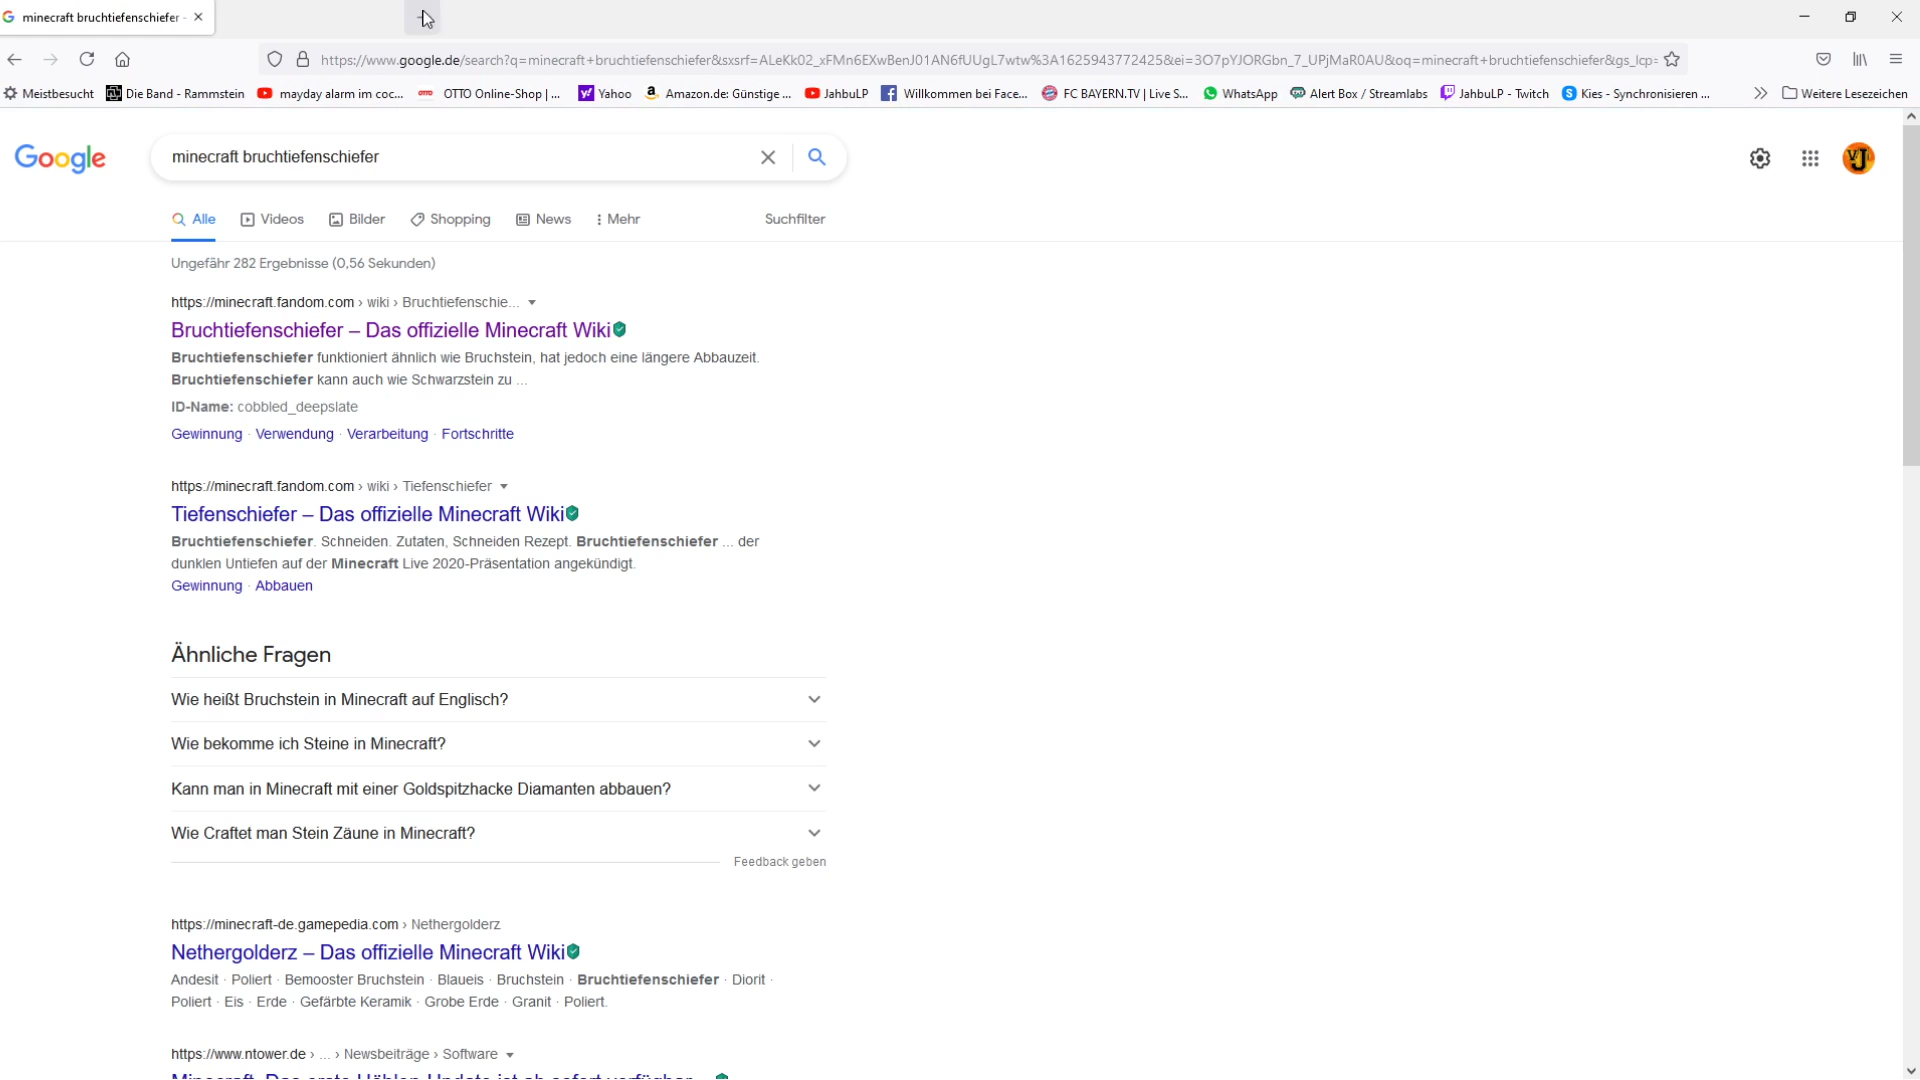 minecraft bruchtiefenschiefer -
https://www.google.de/search?q=minecraft+bruchtiefenschiefer&sxsrf=ALeKk02_xFMn6EXwBenJ01AN6fUUgL7wtw%3A1625943772425&ei=3O7pYJORGbn_7_UPjMaR0AU&oq=minecraft+bruchtiefenschiefer&gs_lcp=
Meistbesucht Die Band - Rammstein mayday alarm im coc... OTTO Online-Shop | ... Yahoo Amazon.de: Günstige ... JahbuLP Willkommen bei Face... FC BAYERN.TV | Live S... WhatsApp Alert Box / Streamlabs JahbuLP - Twitch Kies - Synchronisieren ... Weitere Lesezeichen
Google minecraft bruchtiefenschiefer
Alle Videos Bilder Shopping News Mehr Suchfilter
Ungefähr 282 Ergebnisse (0,56 Sekunden)
https://minecraft.fandom.com › wiki › Bruchtiefenschie...
Bruchtiefenschiefer – Das offizielle Minecraft Wiki
Bruchtiefenschiefer funktioniert ähnlich wie Bruchstein, hat jedoch eine längere Abbauzeit.
Bruchtiefenschiefer kann auch wie Schwarzstein zu ...
ID-Name: cobbled_deepslate
Gewinnung · Verwendung · Verarbeitung · Fortschritte
https://minecraft.fandom.com › wiki › Tiefenschiefer
Tiefenschiefer – Das offizielle Minecraft Wiki
Bruchtiefenschiefer. Schneiden. Zutaten, Schneiden Rezept. Bruchtiefenschiefer ... der
dunklen Untiefen auf der Minecraft Live 2020-Präsentation angekündigt.
Gewinnung · Abbauen
Ähnliche Fragen
Wie heißt Bruchstein in Minecraft auf Englisch?
Wie bekomme ich Steine in Minecraft?
Kann man in Minecraft mit einer Goldspitzhacke Diamanten abbauen?
Wie Craftet man Stein Zäune in Minecraft?
Feedback geben
https://minecraft-de.gamepedia.com › Nethergolderz
Nethergolderz – Das offizielle Minecraft Wiki
Andesit · Poliert · Bemooster Bruchstein · Blaueis · Bruchstein · Bruchtiefenschiefer · Diorit ·
Poliert · Eis · Erde · Gefärbte Keramik · Grobe Erde · Granit · Poliert.
https://www.ntower.de › ... › Newsbeiträge › Software
Minecraft: Das erste Höhlen-Update ist ab sofort verfügbar